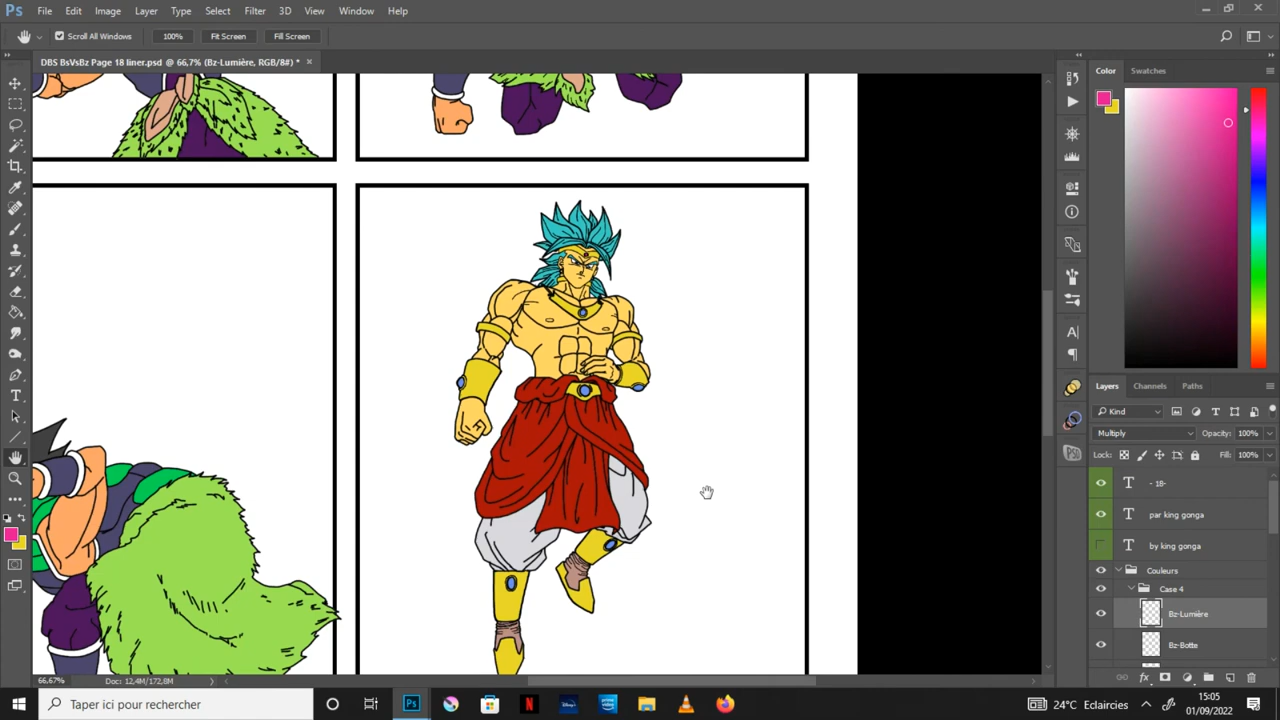 Ps File Edit Image Layer Type Select Filter 3D View Window Help
Scroll All Windows 100% Fit Screen Fill Screen
DBS BsVsBz Page 18 liner.psd @ 66,7% (Bz-Lumière, RGB/8#) *
Color Swatches
Layers Channels Paths
Kind
Multiply Opacity: 100%
Lock: Fill: 100%
T - 18-
T par king gonga
T by king gonga
Couleurs
Case 4
Bz-Lumière
Bz-Botte
66,67% Doc: 12,4M/172,8M
Taper ici pour rechercher
Ps
N
Disney+
prime video
24°C Eclaircies
15:05
01/09/2022